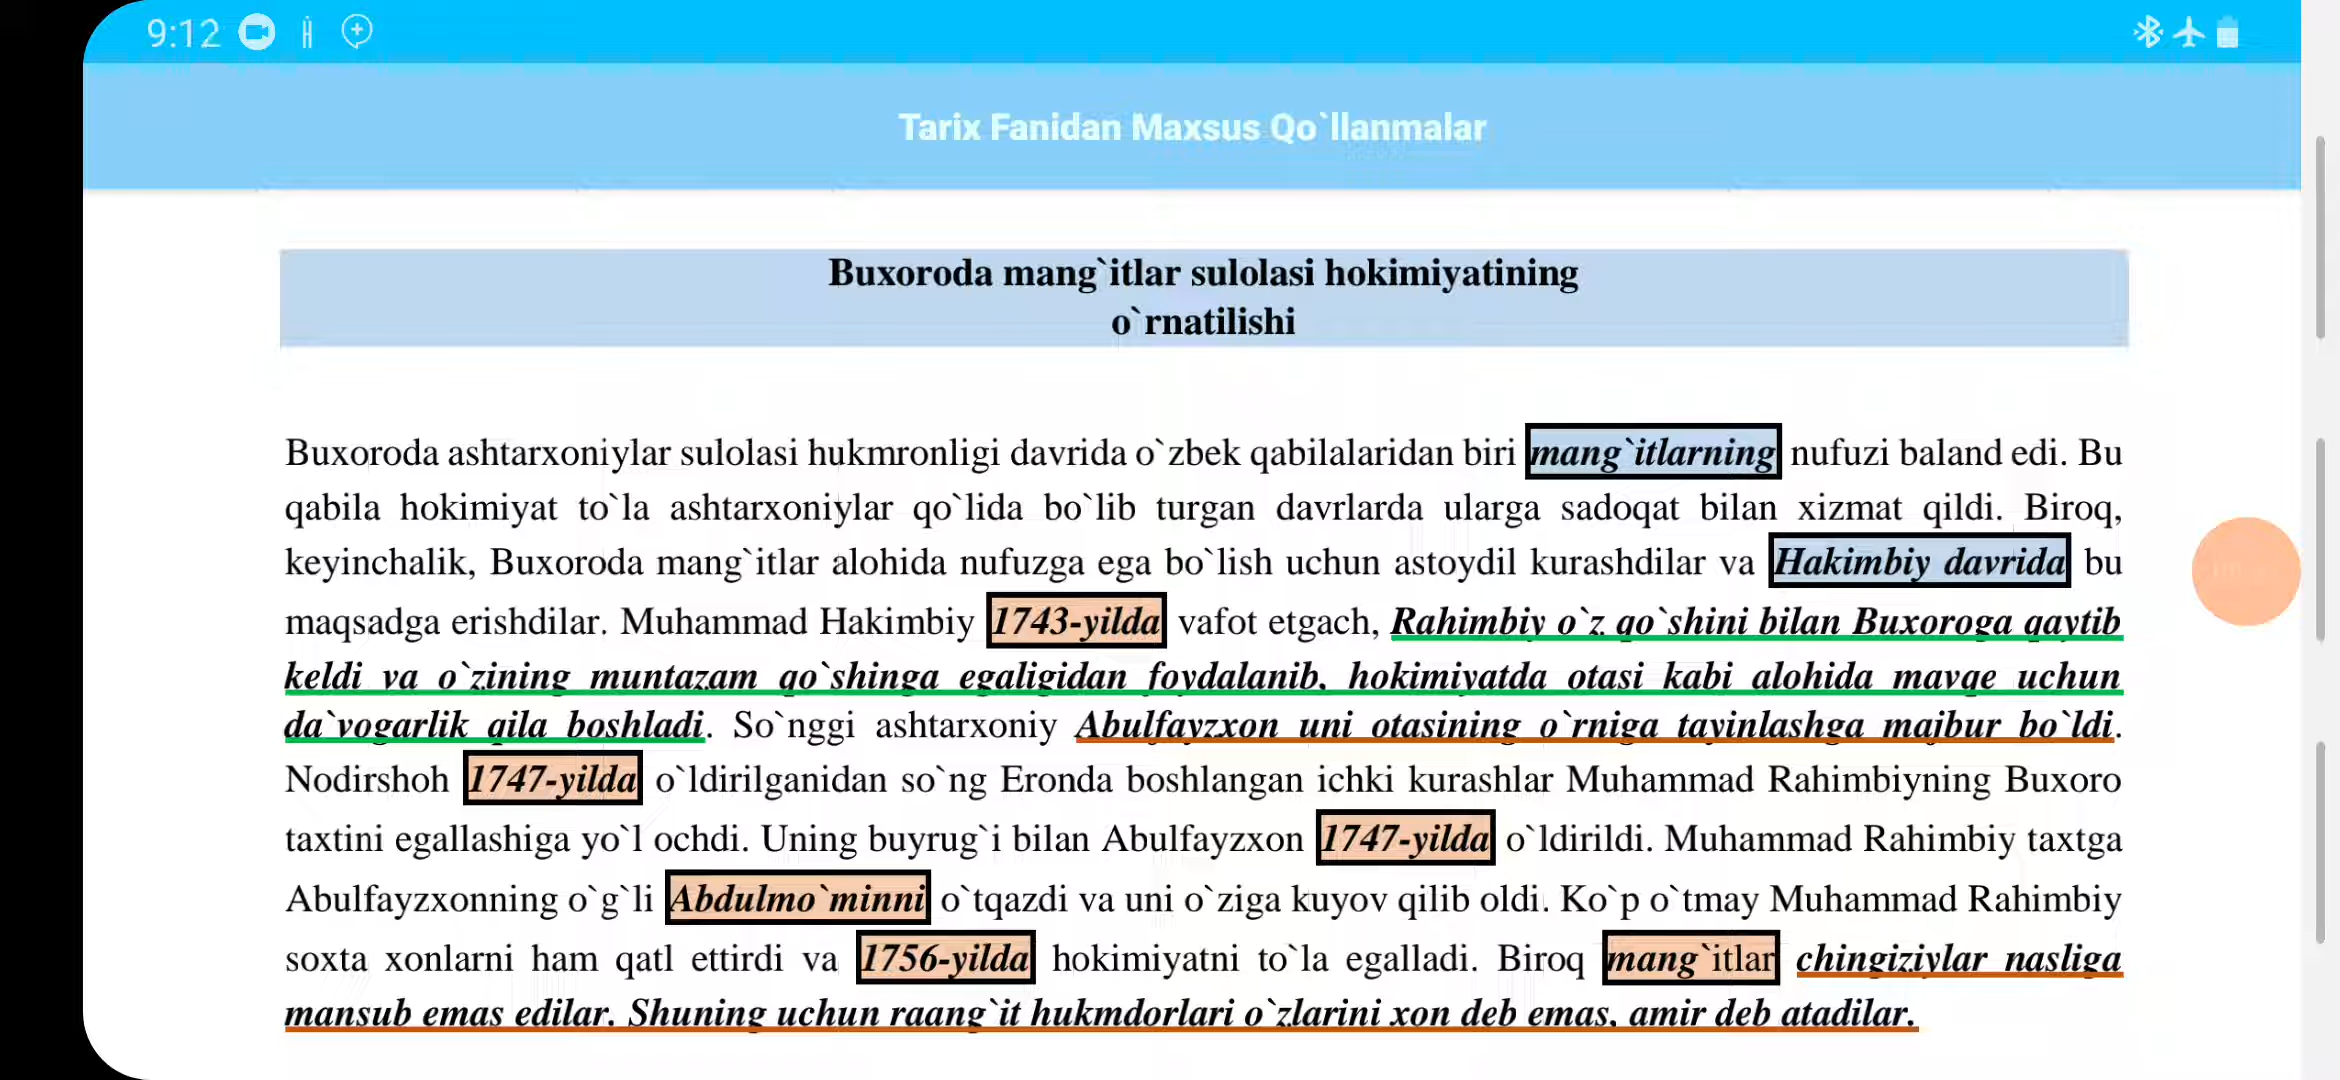 9:12
Tarix Fanidan Maxsus Qo`llanmalar
Buxoroda mang`itlar sulolasi hokimiyatining
o`rnatilishi
Buxoroda ashtarxoniylar sulolasi hukmronligi davrida o`zbek qabilalaridan biri mang`itlarning nufuzi baland edi. Bu
qabila hokimiyat to`la ashtarxoniylar qo`lida bo`lib turgan davrlarda ularga sadoqat bilan xizmat qildi. Biroq,
keyinchalik, Buxoroda mang`itlar alohida nufuzga ega bo`lish uchun astoydil kurashdilar va Hakimbiy davrida bu
maqsadga erishdilar. Muhammad Hakimbiy 1743-yilda vafot etgach, Rahimbiy o`z qo`shini bilan Buxoroga qaytib
keldi va o`zining muntazam qo`shinga egaligidan foydalanib, hokimiyatda otasi kabi alohida mavqe uchun
da`vogarlik qila boshladi. So`nggi ashtarxoniy Abulfayzxon uni otasining o`rniga tayinlashga majbur bo`ldi.
Nodirshoh 1747-yilda o`ldirilganidan so`ng Eronda boshlangan ichki kurashlar Muhammad Rahimbiyning Buxoro
taxtini egallashiga yo`l ochdi. Uning buyrug`i bilan Abulfayzxon 1747-yilda o`ldirildi. Muhammad Rahimbiy taxtga
Abulfayzxonning o`g`li Abdulmo`minni o`tqazdi va uni o`ziga kuyov qilib oldi. Ko`p o`tmay Muhammad Rahimbiy
soxta xonlarni ham qatl ettirdi va 1756-yilda hokimiyatni to`la egalladi. Biroq mang`itlar chingiziylar nasliga
mansub emas edilar. Shuning uchun raang`it hukmdorlari o`zlarini xon deb emas, amir deb atadilar.